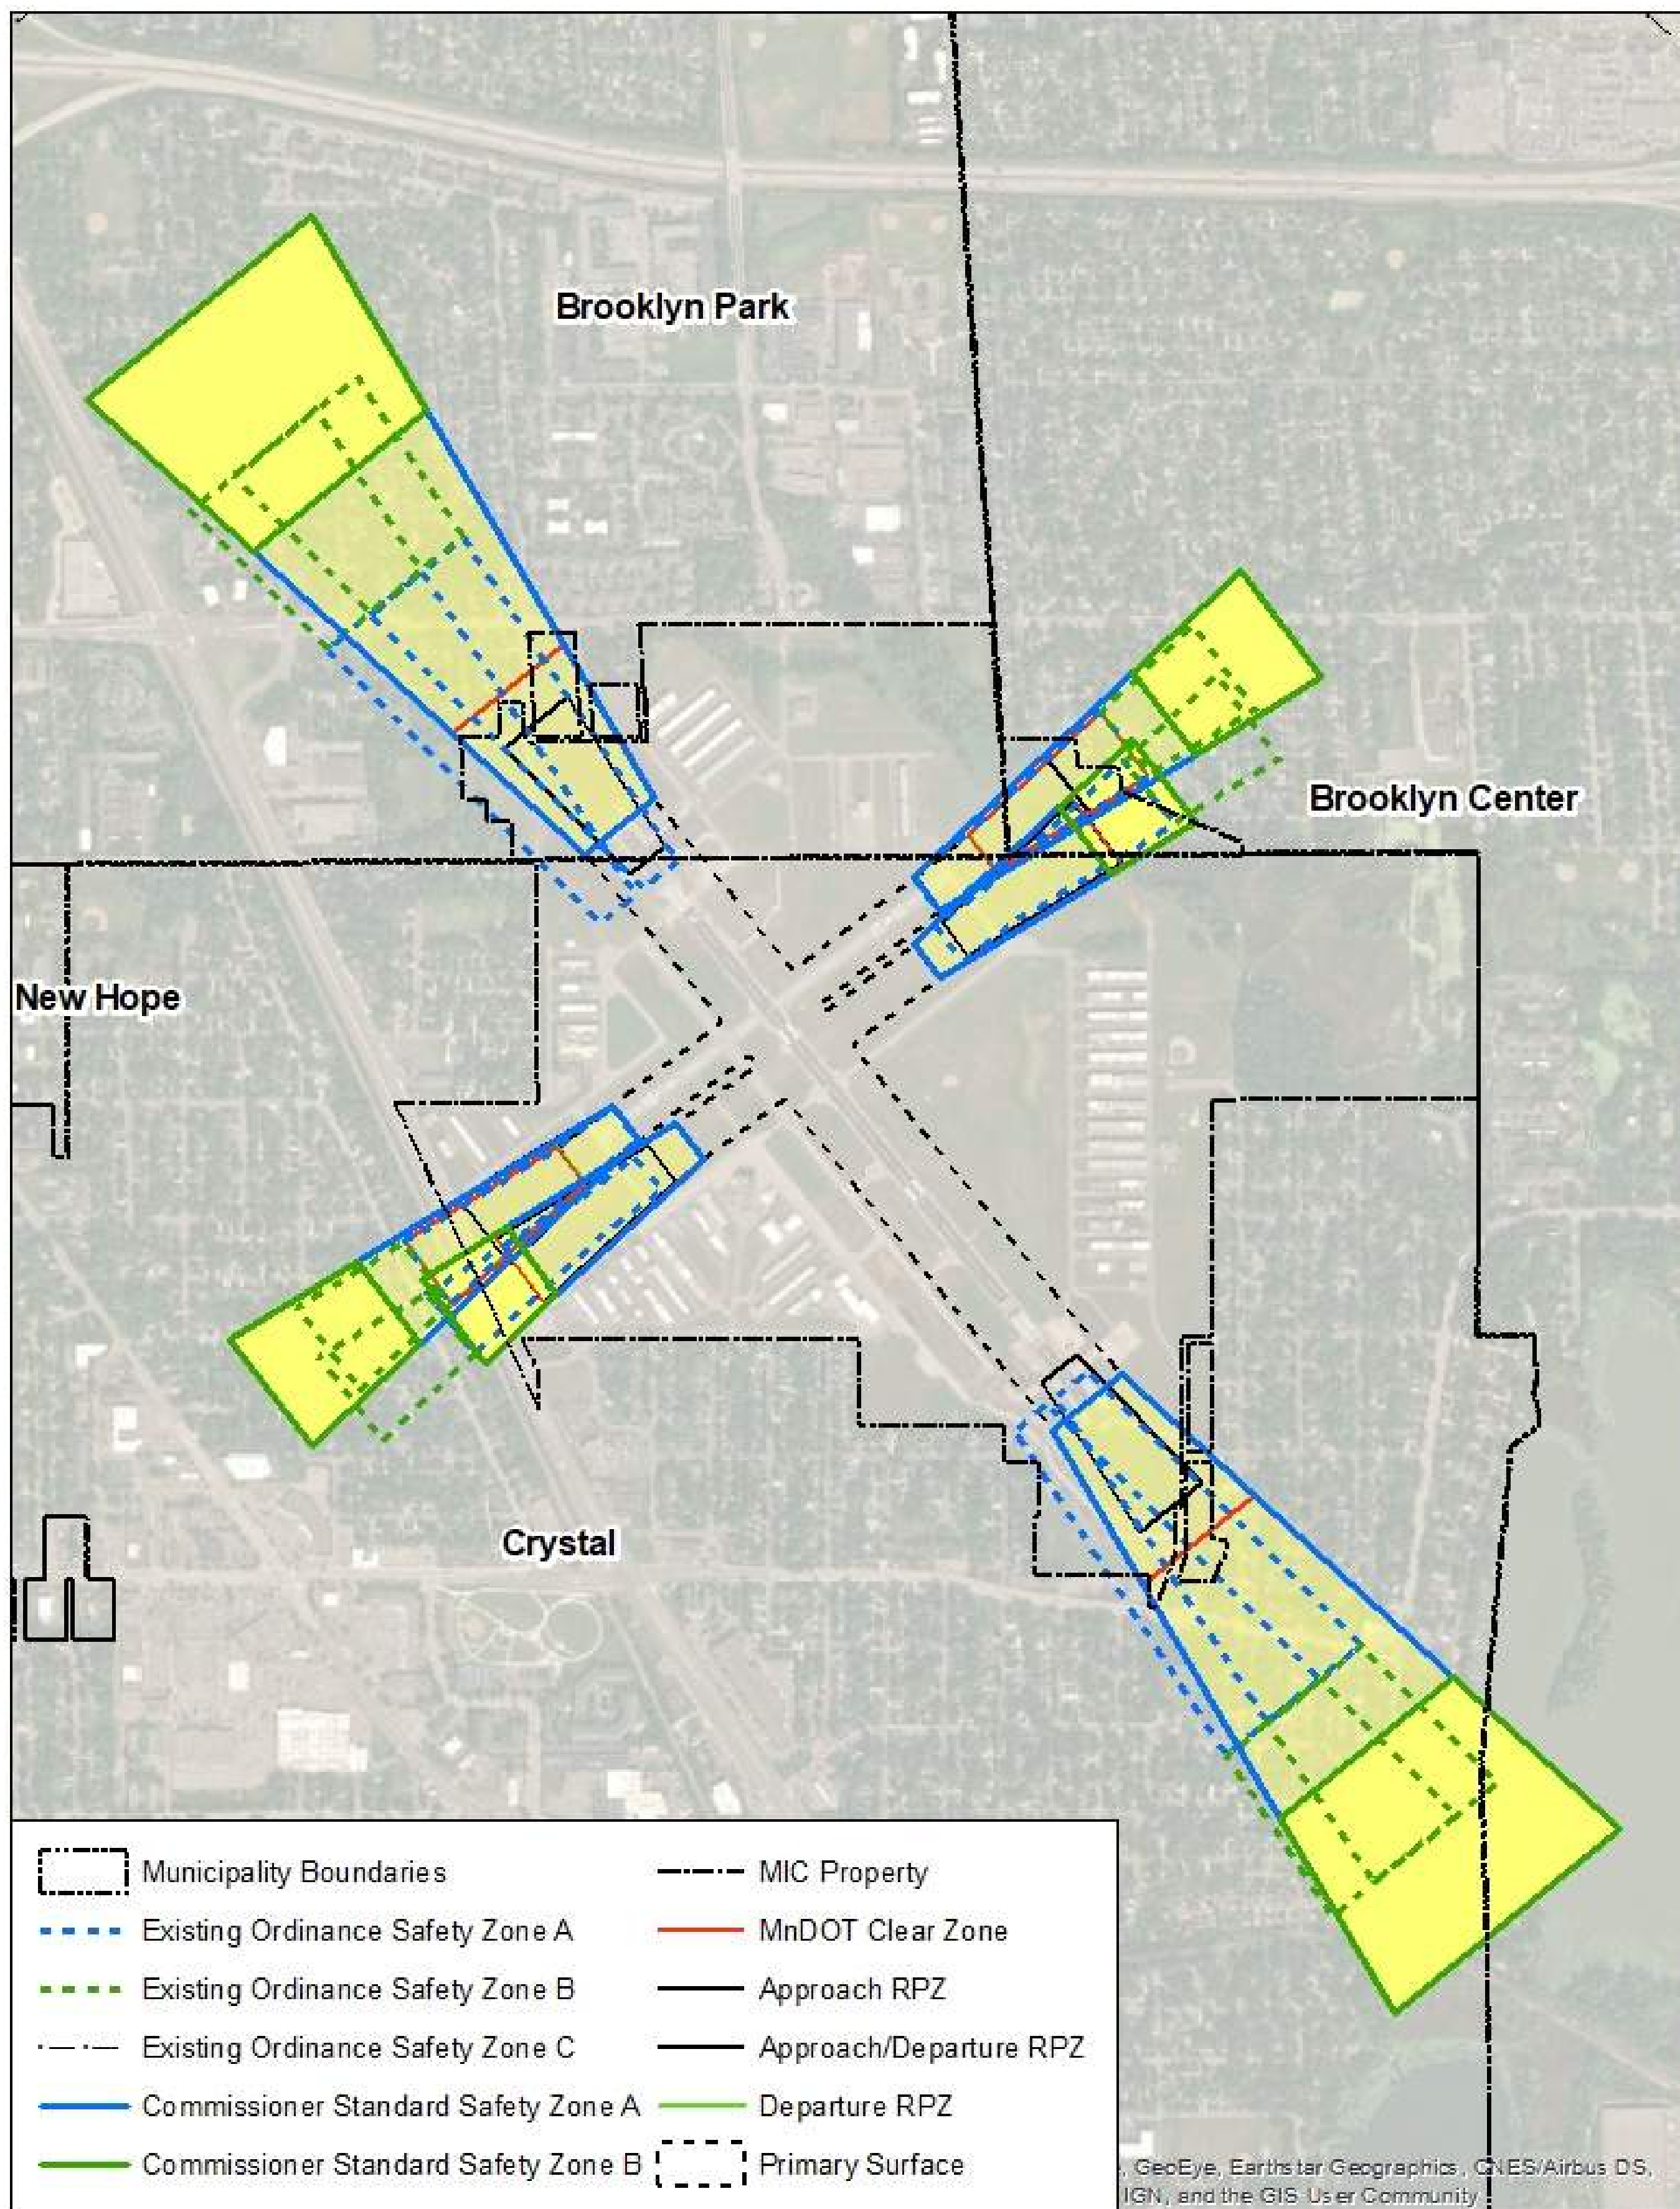 Brooklyn Park
Brooklyn Center
New Hope
Crystal
Municipality Boundaries
Existing Ordinance Safety Zone A
Existing Ordinance Safety Zone B
Existing Ordinance Safety Zone C
Commissioner Standard Safety Zone A
Commissioner Standard Safety Zone B
MIC Property
MnDOT Clear Zone
Approach RPZ
Approach/Departure RPZ
Departure RPZ
Primary Surface
, GeoEye, Earthstar Geographics, CNES/Airbus DS,
IGN, and the GIS User Community